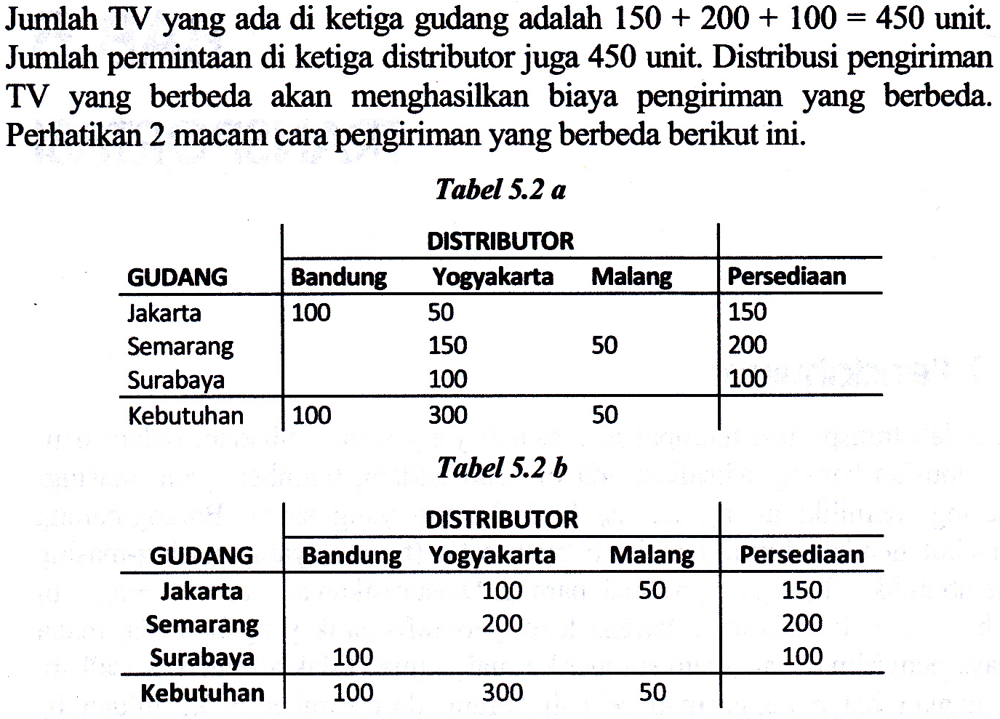 Jumlah TV yang ada di ketiga gudang adalah 150 + 200 + 100 = 450 unit.
Jumlah permintaan di ketiga distributor juga 450 unit. Distribusi pengiriman
TV yang berbeda akan menghasilkan biaya pengiriman yang berbeda.
Perhatikan 2 macam cara pengiriman yang berbeda berikut ini.
Tabel 5.2 a
DISTRIBUTOR
GUDANG Bandung Yogyakarta Malang Persediaan
Jakarta 100 50 150
Semarang 150 50 200
Surabaya 100 100
Kebutuhan 100 300 50
Tabel 5.2 b
DISTRIBUTOR
GUDANG Bandung Yogyakarta Malang Persediaan
Jakarta 100 50 150
Semarang 200 200
Surabaya 100 100
Kebutuhan 100 300 50